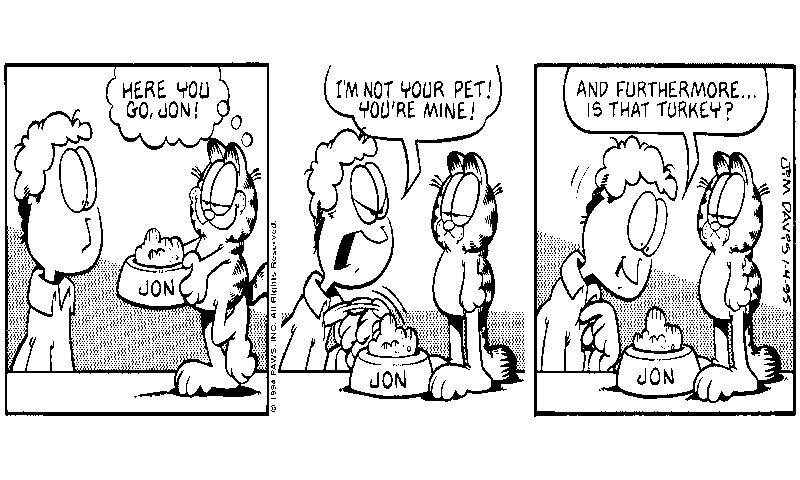 HERE YOU
GO, JON!
JON
© 1994 PAWS, INC. All Rights Reserved.
I'M NOT YOUR PET!
YOU'RE MINE!
JON
AND FURTHERMORE...
IS THAT TURKEY?
JON
JIM DAVIS 1-4-95